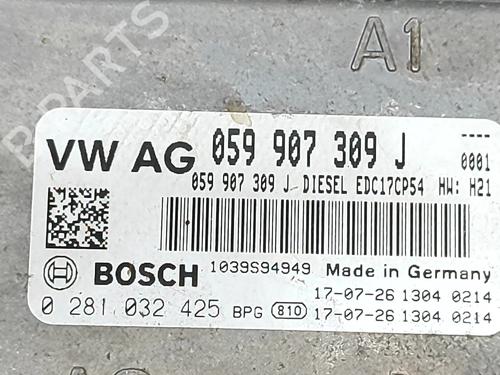 A1
B PARTS
VW AG 059 907 309 J 0001
059 907 309 J DIESEL EDC17CP54 HW: H21
BOSCH 1039S94949 Made in Germany
0 281 032 425 BPG 810 17-07-26 1304 0214
17-07-26 1304 0214